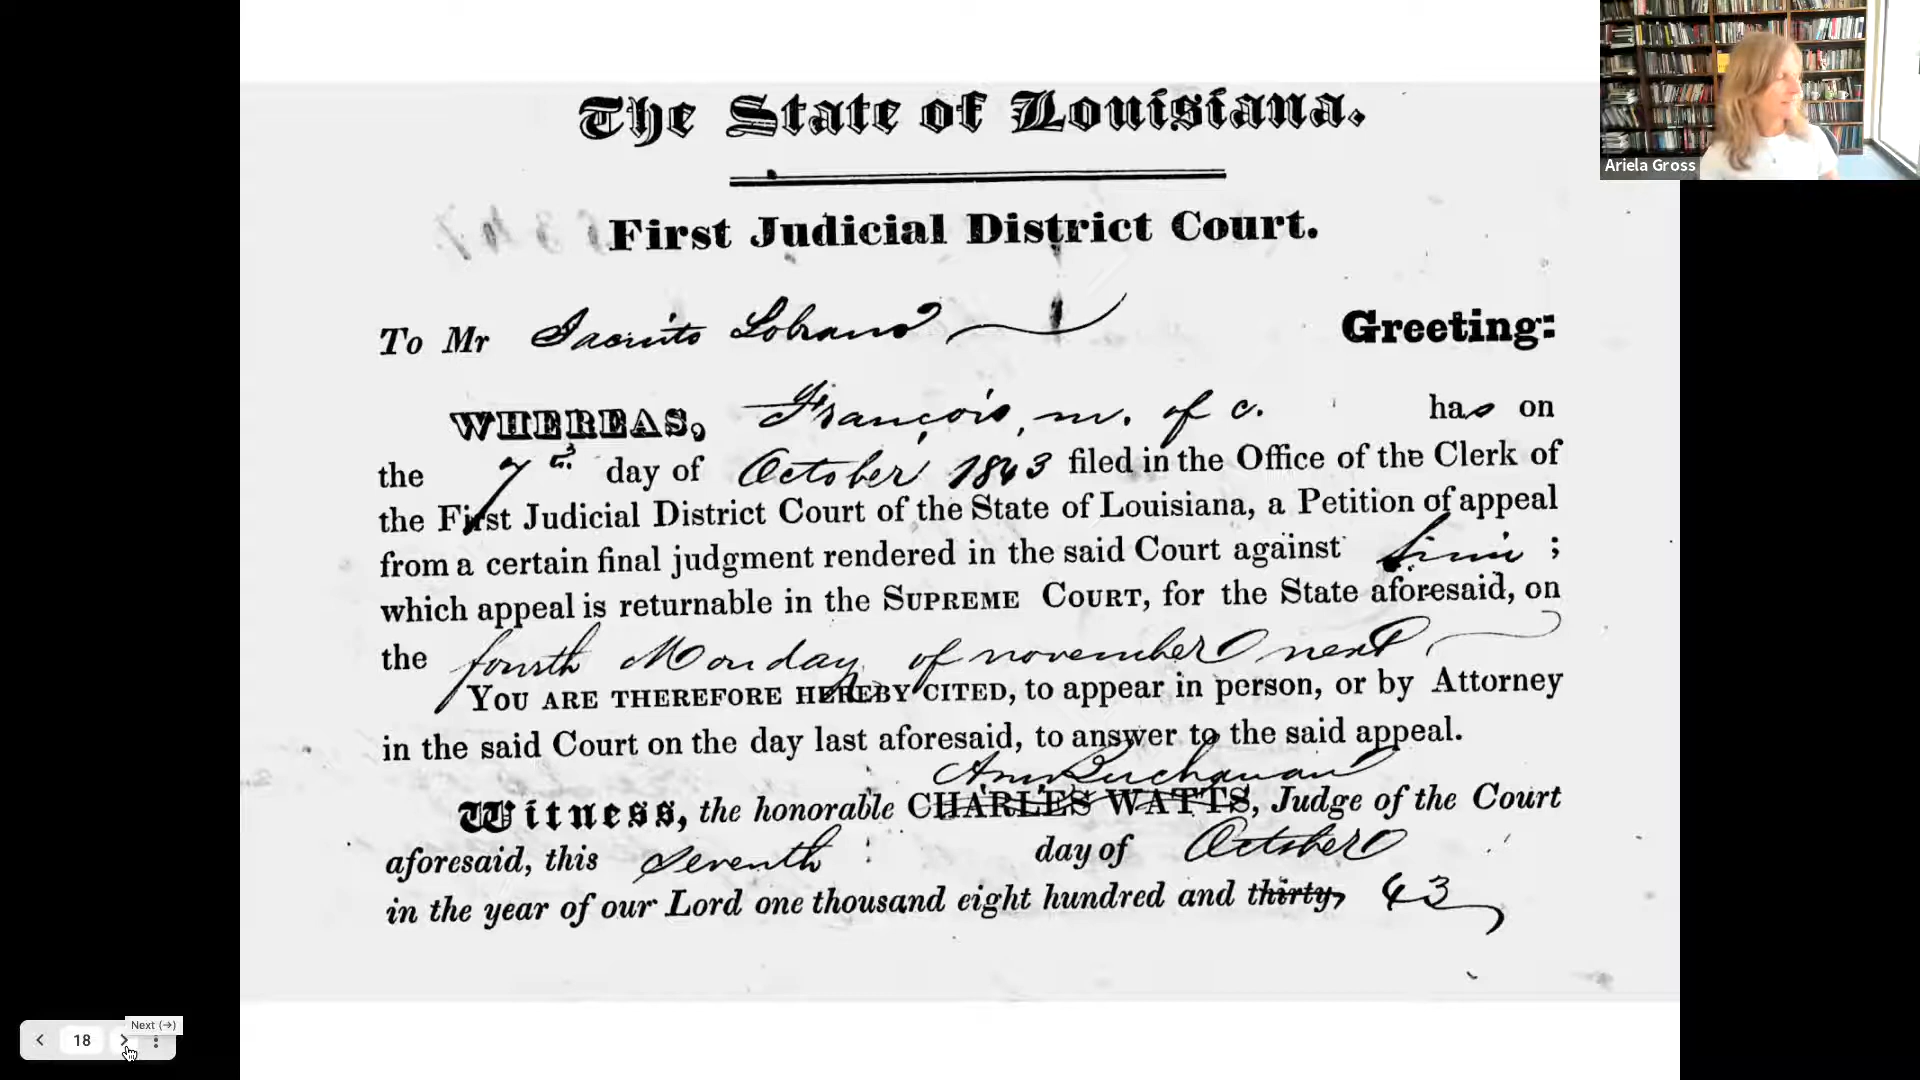 The State of Louisiana.
First Judicial District Court.
To Mr Jacinto Lobrano Greeting:
WHEREAS, François, m. of c. has on
the 7th day of October 1843 filed in the Office of the Clerk of
the First Judicial District Court of the State of Louisiana, a Petition of appeal
from a certain final judgment rendered in the said Court against him ;
which appeal is returnable in the SUPREME COURT, for the State aforesaid, on
the fourth Monday of november next
YOU ARE THEREFORE HEREBY CITED, to appear in person, or by Attorney
in the said Court on the day last aforesaid, to answer to the said appeal.
Buchanan
Witness, the honorable CHARLES WATTS, Judge of the Court
aforesaid, this seventh day of October
in the year of our Lord one thousand eight hundred and thirty, 43
Ariela Gross
Next (→)
18